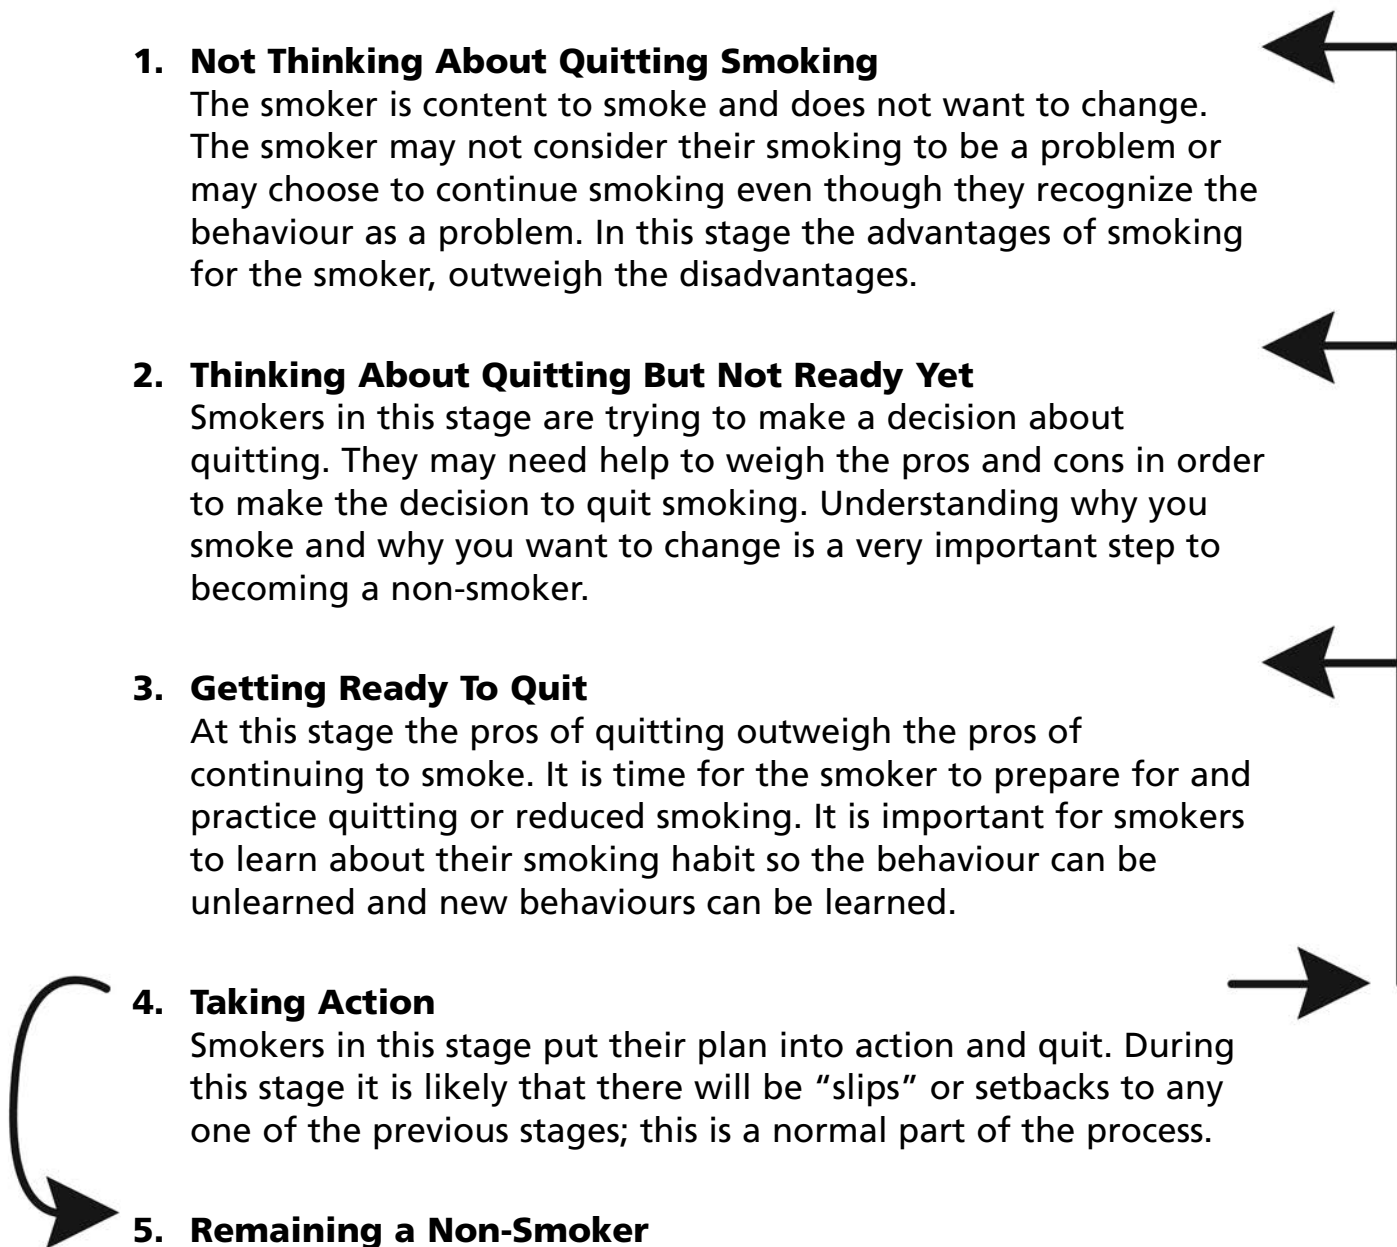 1. Not Thinking About Quitting Smoking
The smoker is content to smoke and does not want to change.
The smoker may not consider their smoking to be a problem or
may choose to continue smoking even though they recognize the
behaviour as a problem. In this stage the advantages of smoking
for the smoker, outweigh the disadvantages.
2. Thinking About Quitting But Not Ready Yet
Smokers in this stage are trying to make a decision about
quitting. They may need help to weigh the pros and cons in order
to make the decision to quit smoking. Understanding why you
smoke and why you want to change is a very important step to
becoming a non-smoker.
3. Getting Ready To Quit
At this stage the pros of quitting outweigh the pros of
continuing to smoke. It is time for the smoker to prepare for and
practice quitting or reduced smoking. It is important for smokers
to learn about their smoking habit so the behaviour can be
unlearned and new behaviours can be learned.
4. Taking Action
Smokers in this stage put their plan into action and quit. During
this stage it is likely that there will be “slips” or setbacks to any
one of the previous stages; this is a normal part of the process.
5. Remaining a Non-Smoker